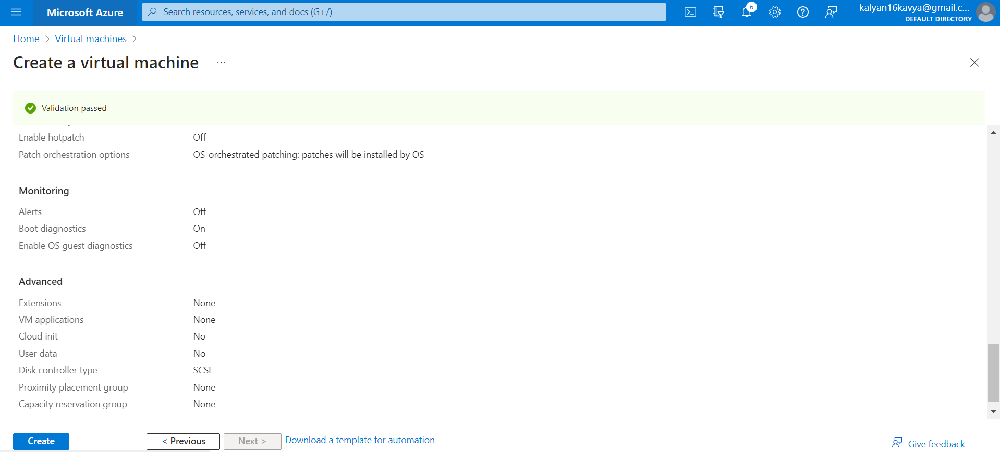 Microsoft Azure
Search resources, services, and docs (G+/)
6
kalyan16kavya@gmail.c...
DEFAULT DIRECTORY
Home > Virtual machines >
Create a virtual machine ...
Validation passed
Enable hotpatch Off
Patch orchestration options OS-orchestrated patching: patches will be installed by OS
Monitoring
Alerts Off
Boot diagnostics On
Enable OS guest diagnostics Off
Advanced
Extensions None
VM applications None
Cloud init No
User data No
Disk controller type SCSI
Proximity placement group None
Capacity reservation group None
Create < Previous Next > Download a template for automation
Give feedback